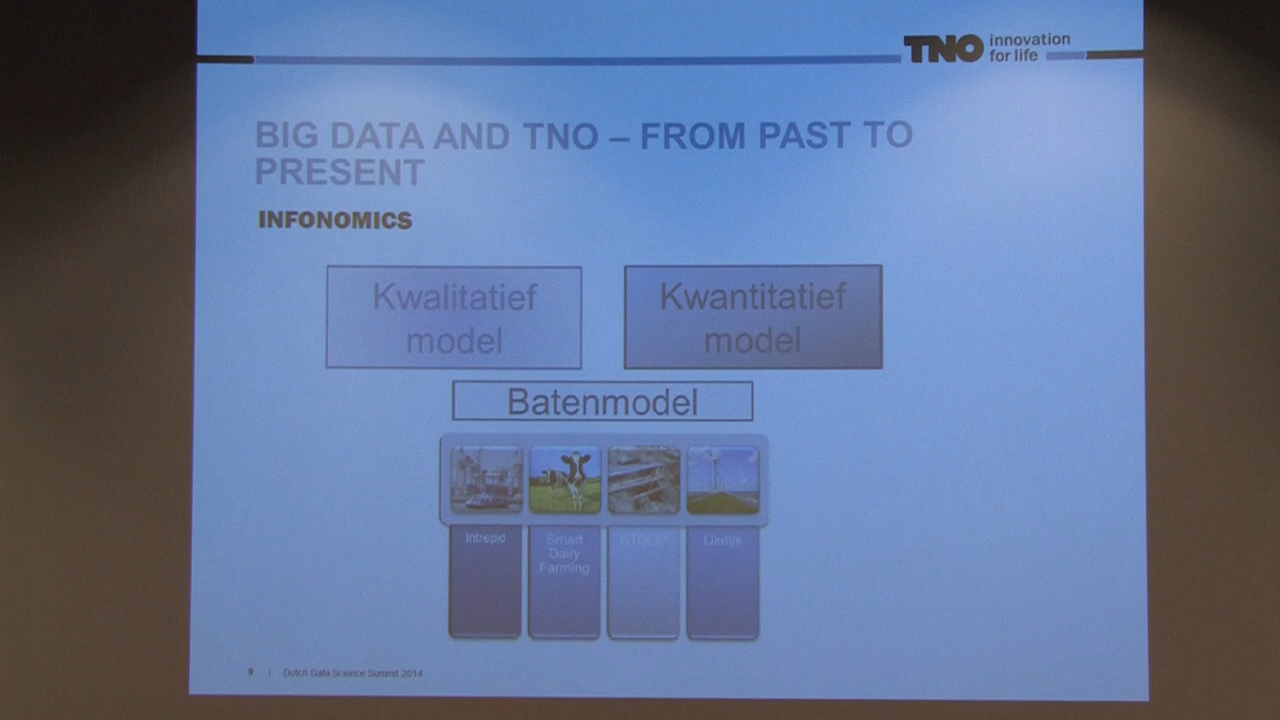 TNO innovation
for life
BIG DATA AND TNO – FROM PAST TO
PRESENT
INFONOMICS
Kwalitatief
model
Kwantitatief
model
Batenmodel
Intrepid
Smart
Dairy
Farming
STOOP
IJkdijk
9 | Dutch Data Science Summit 2014